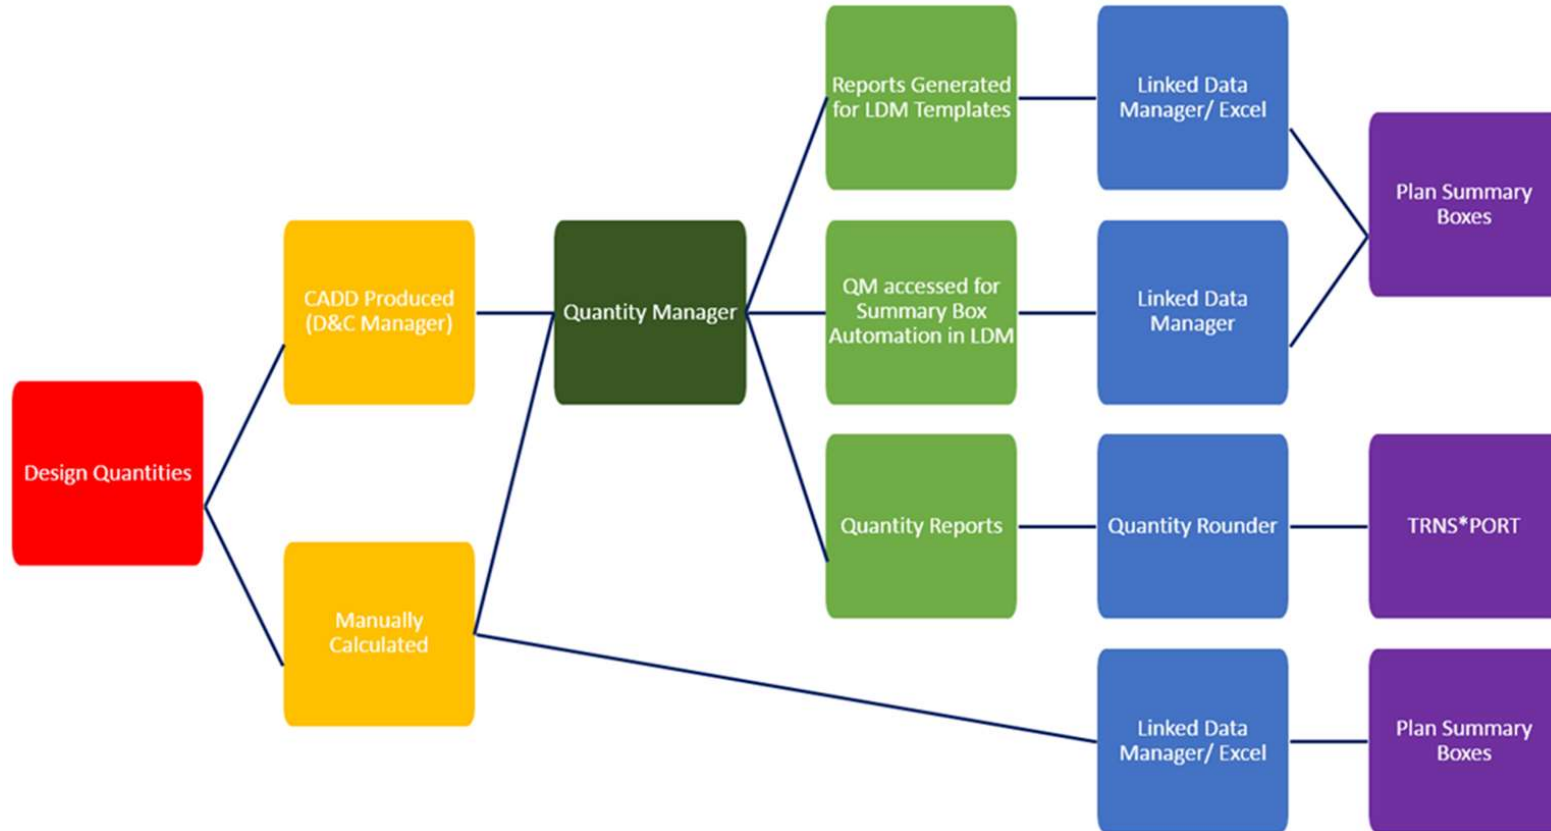 Design Quantities
CADD Produced
(D&C Manager)
Manually
Calculated
Quantity Manager
Reports Generated
for LDM Templates
QM accessed for
Summary Box
Automation in LDM
Quantity Reports
Linked Data
Manager/ Excel
Linked Data
Manager
Quantity Rounder
Linked Data
Manager/ Excel
Plan Summary
Boxes
TRNS*PORT
Plan Summary
Boxes